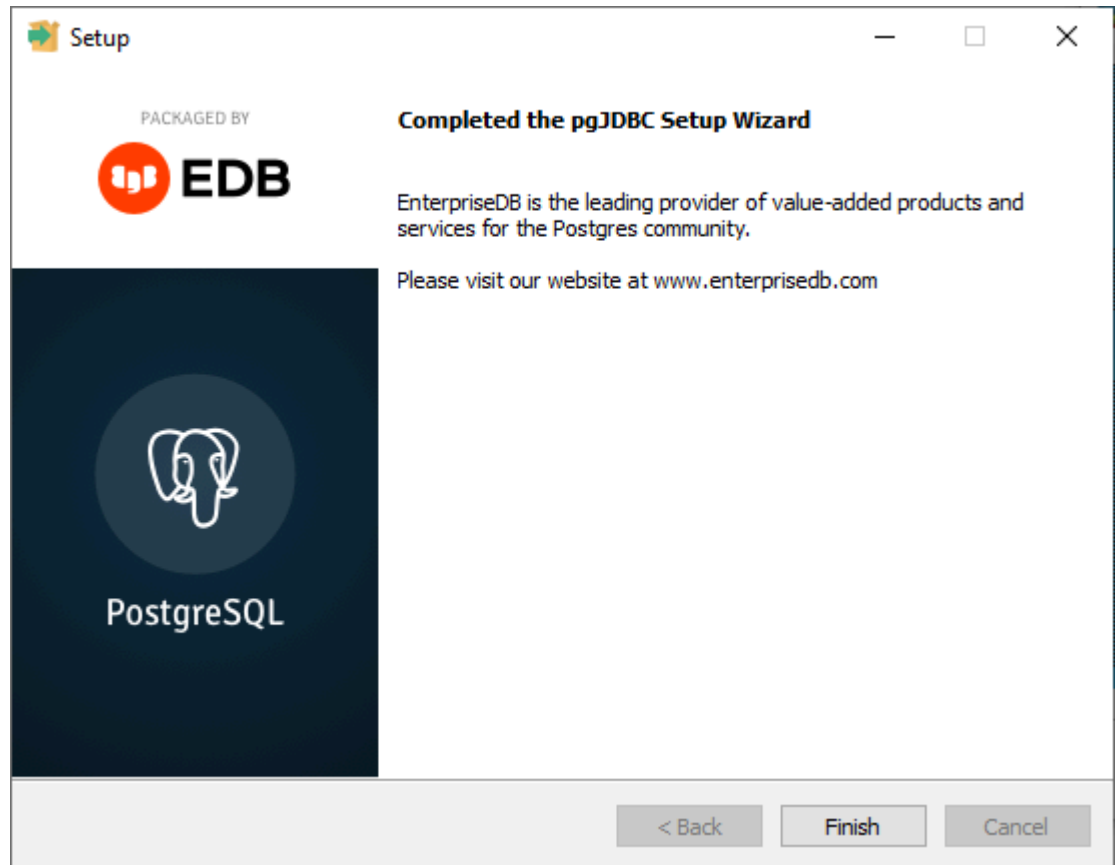 Setup
PACKAGED BY
EDB
Completed the pgJDBC Setup Wizard
EnterpriseDB is the leading provider of value-added products and
services for the Postgres community.
Please visit our website at www.enterprisedb.com
PostgreSQL
< Back
Finish
Cancel